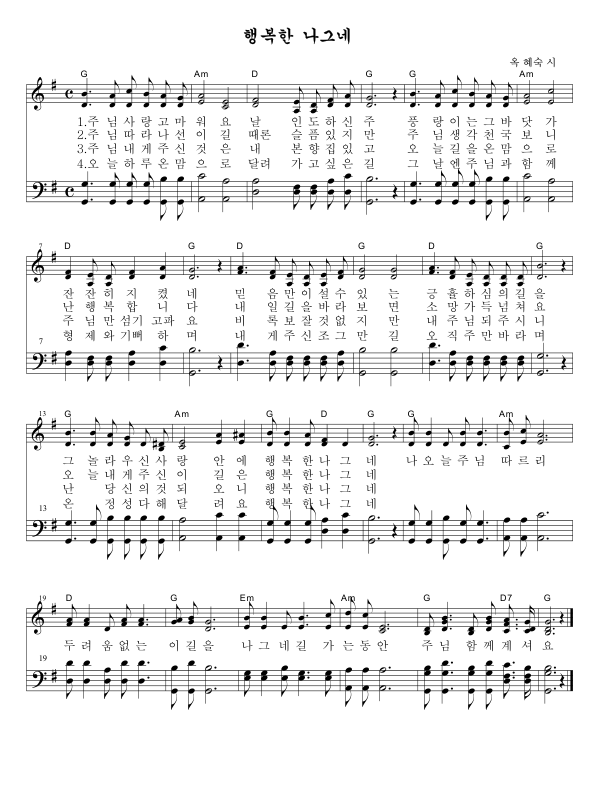 행복한 나그네
옥 혜숙 시
G Am D G G Am
1.주 님 사 랑 고 마 워 요 날 인 도 하 신 주 풍 랑 이 는 그 바 닷 가
2.주 님 따 라 나 선 이 길 때론 슬 픔 있 지 만 주 님 생 각 천 국 보 니
3.주 님 내 게 주 신 것 은 내 본 향 집 있 고 오 늘 길 을 온 맘 으 로
4.오 늘 하 루 온 맘 으 로 달려 가 고 싶 은 길 그 날 엔 주 님 과 함 께
7 D G D G D G
잔 잔 히 지 켰 네 믿 음 만 이 설 수 있 는 긍 휼 하 심 의 길 을
난 행 복 합 니 다 내 일 길 을 바 라 보 면 소 망 가 득 넘 쳐 요
주 님 만 섬기 고파 요 비 록 보 잘 것 없 지 만 내 주 님 되 주 시 니
형 제 와 기뻐 하 며 내 게 주 신 조 그 만 길 오 직 주 만 바 라 며
7
13 G Am G D G G Am
그 놀 라 우 신 사 랑 안 에 행 복 한 나 그 네 나 오 늘 주 님 따 르 리
오 늘 내 게 주 신 이 길 은 행 복 한 나 그 네
난 당 신 의 것 되 오 니 행 복 한 나 그 네
온 정 성 다 해 달 려 요 행 복 한 나 그 네
13
19 D G Em Am G D7 G
두 려 움 없 는 이 길 을 나 그 네 길 가 는 동 안 주 님 함 께 계 셔 요
19